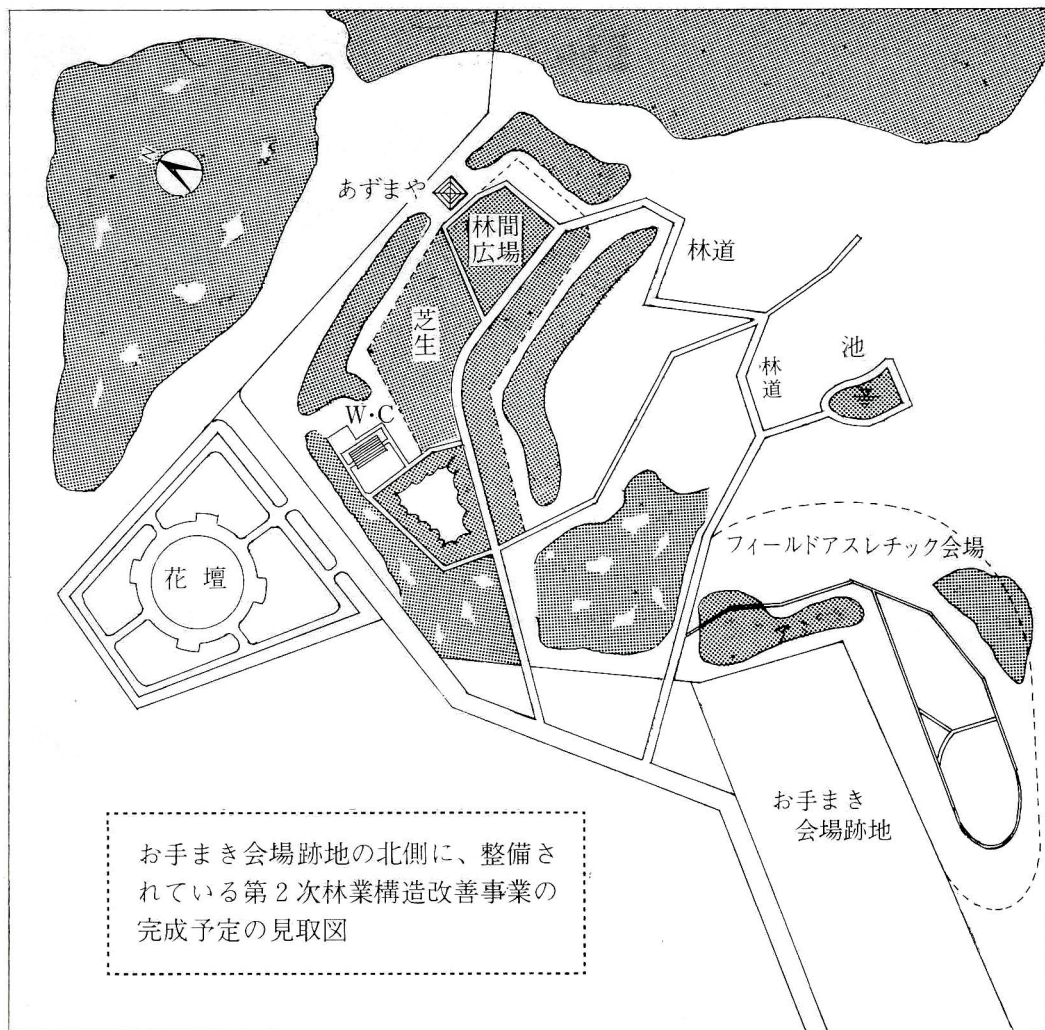 N
あずまや
林間
広場
林道
芝生
林道
池
W·C
フィールドアスレチック会場
花壇
お手まき
会場跡地
お手まき会場跡地の北側に、整備さ
れている第2次林業構造改善事業の
完成予定の見取図